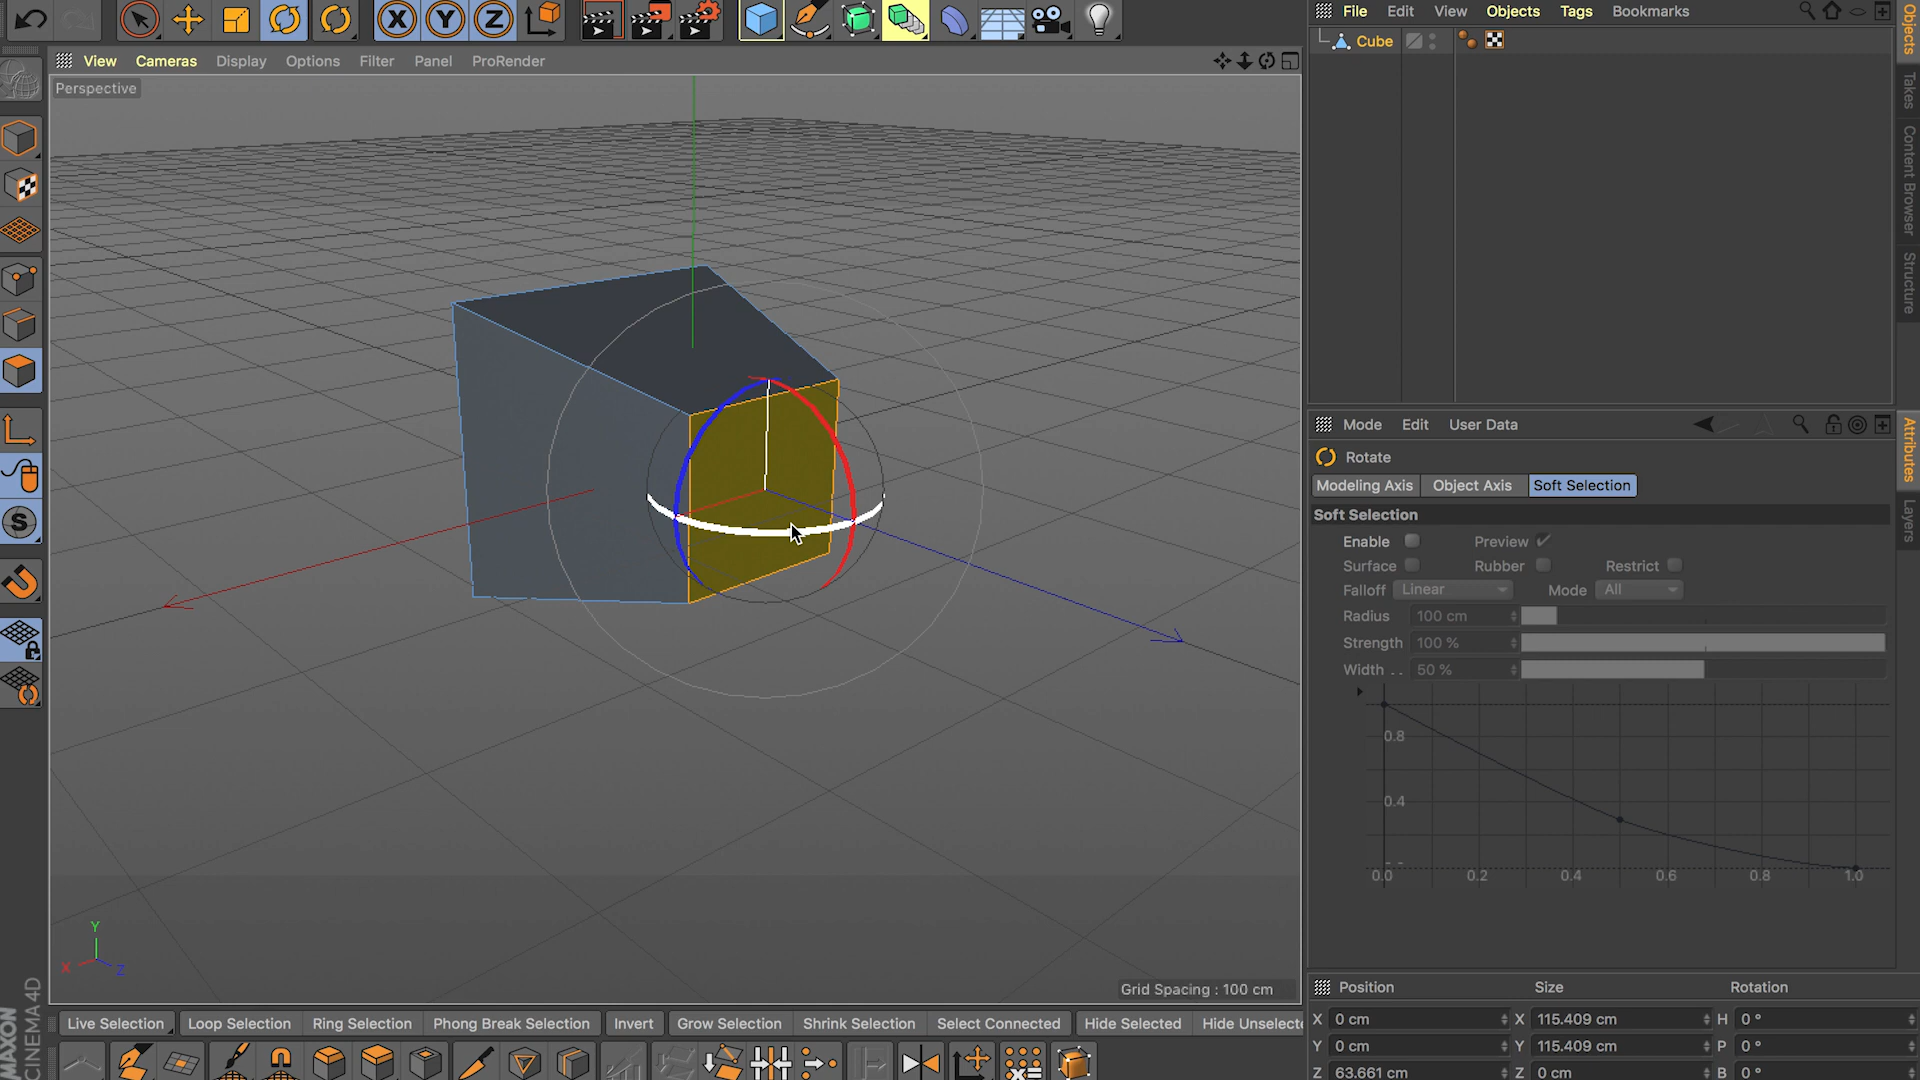 X Y Z
File Edit View Objects Tags Bookmarks
Cube
View Cameras Display Options Filter Panel ProRender
Perspective
S
Y
X Z
Grid Spacing : 100 cm
Objects
Takes
Content Browser
Structure
Attributes
Layers
Mode Edit User Data
Rotate
Modeling Axis Object Axis Soft Selection
Soft Selection
Enable Preview
Surface Rubber Restrict
Falloff Linear Mode All
Radius 100 cm
Strength 100 %
Width . . 50 %
0.8
0.4
0.0 0.2 0.4 0.6 0.8 1.0
Position Size Rotation
X 0 cm X 115.409 cm H 0 °
Y 0 cm Y 115.409 cm P 0 °
Z 63.661 cm Z 0 cm B 0 °
Live Selection Loop Selection Ring Selection Phong Break Selection Invert Grow Selection Shrink Selection Select Connected Hide Selected Hide Unselecte
MAXON
CINEMA 4D